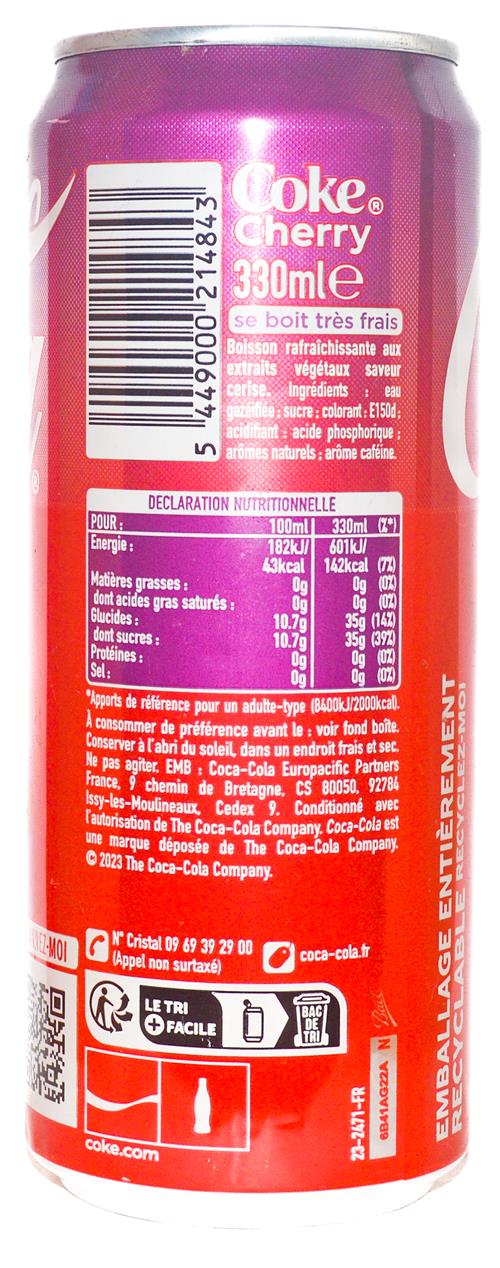 5 449000 214843
Coke®
Cherry
330ml e
se boit très frais
Boisson rafraîchissante aux
extraits végétaux saveur
cerise. Ingrédients : eau
gazéifiée ; sucre ; colorant : E150d ;
acidifiant : acide phosphorique ;
arômes naturels ; arôme caféine.
DECLARATION NUTRITIONNELLE
POUR : 100ml 330ml (%*)
Energie : 182kJ/ 601kJ/
43kcal 142kcal (7%)
Matières grasses : 0g 0g (0%)
dont acides gras saturés : 0g 0g (0%)
Glucides : 10.7g 35g (14%)
dont sucres : 10.7g 35g (39%)
Protéines : 0g 0g (0%)
Sel : 0g 0g (0%)
*Apports de référence pour un adulte-type (8400kJ/2000kcal).
À consommer de préférence avant le : voir fond boîte.
Conserver à l'abri du soleil, dans un endroit frais et sec.
Ne pas agiter. EMB : Coca-Cola Europacific Partners
France, 9 chemin de Bretagne, CS 80050, 92784
Issy-les-Moulineaux, Cedex 9. Conditionné avec
l'autorisation de The Coca-Cola Company. Coca-Cola est
une marque déposée de The Coca-Cola Company.
© 2023 The Coca-Cola Company.
N° Cristal 09 69 39 29 00
(Appel non surtaxé)
coca-cola.fr
EZ-MOI
LE TRI
+ FACILE
BAC
DE
TRI
coke.com
23-2471-FR
6B41AG22A N
Ball
EMBALLAGE ENTIÈREMENT
RECYCLABLE RECYCLEZ-MOI